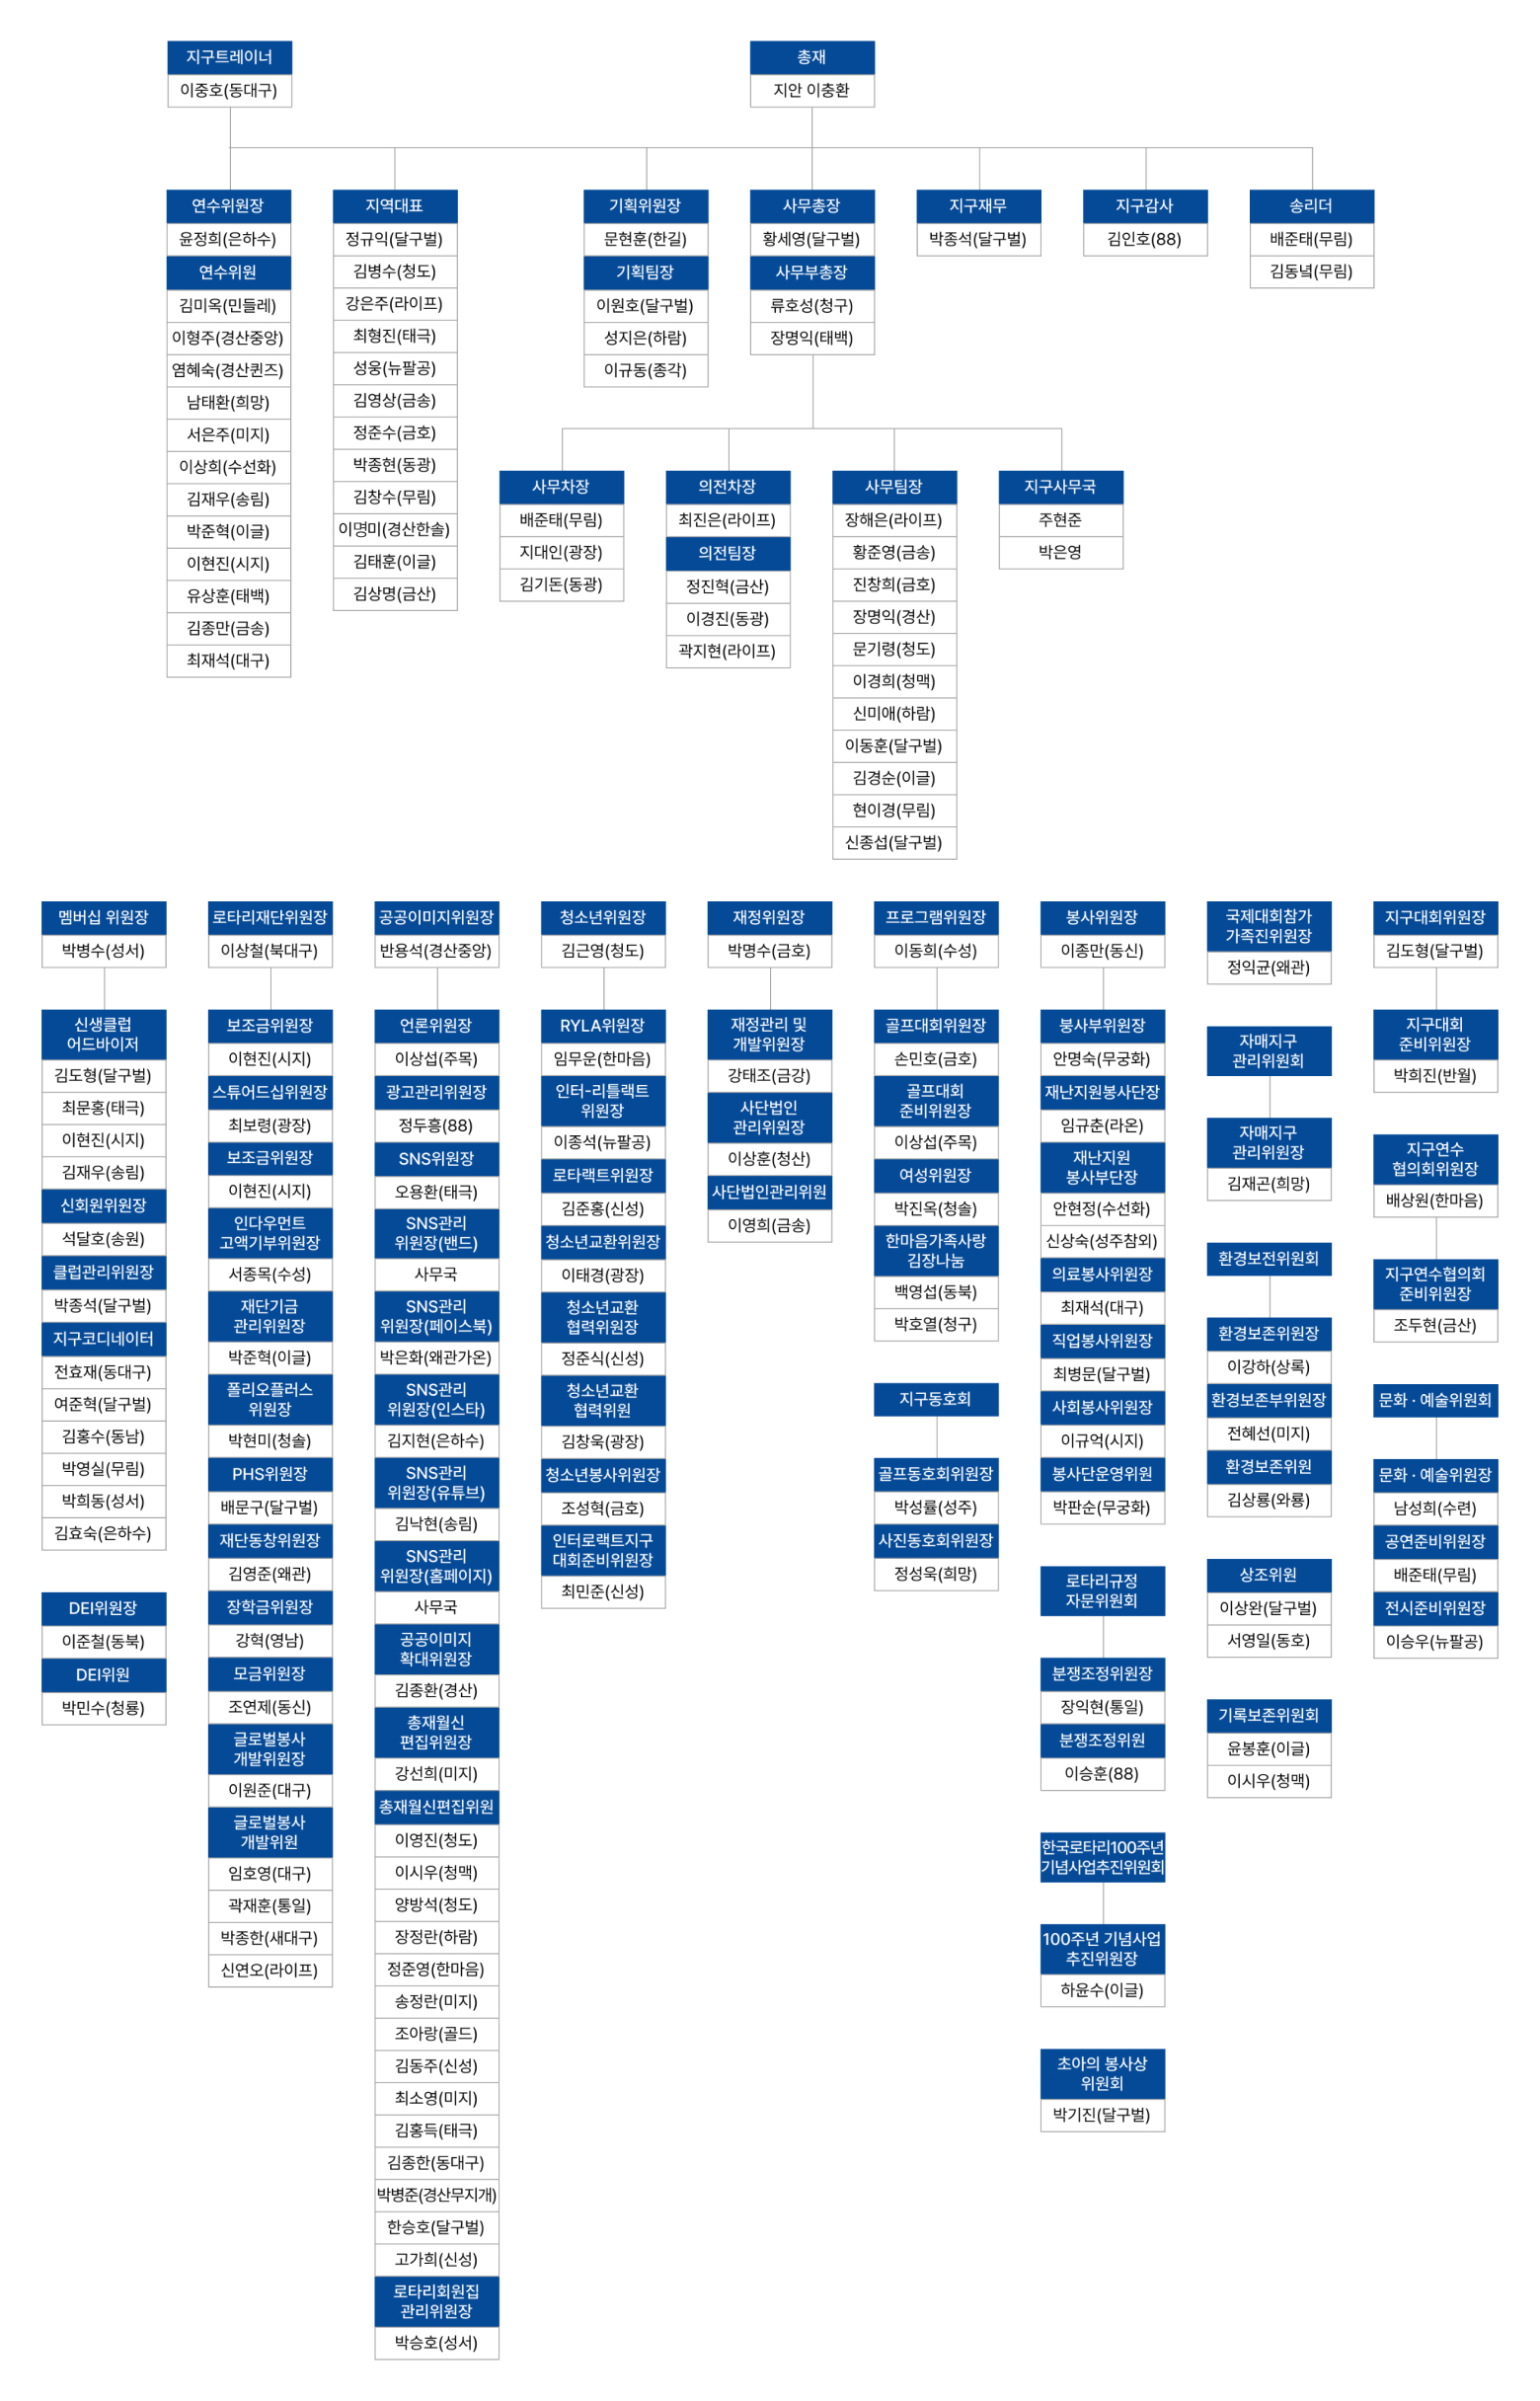 지구트레이너
이중호(동대구)
총재
지안 이충환
연수위원장
윤정희(은하수)
연수위원
김미옥(민들레)
이형주(경산중앙)
염혜숙(경산퀸즈)
남태환(희망)
서은주(미지)
이상희(수선화)
김재우(송림)
박준혁(이글)
이현진(시지)
유상훈(태백)
김종만(금송)
최재석(대구)
지역대표
정규익(달구벌)
김병수(청도)
강은주(라이프)
최형진(태극)
성웅(뉴팔공)
김영상(금송)
정준수(금호)
박종현(동광)
김창수(무림)
이명미(경산한솔)
김태훈(이글)
김상명(금산)
기획위원장
문현훈(한길)
기획팀장
이원호(달구벌)
성지은(하람)
이규동(종각)
사무총장
황세영(달구벌)
사무부총장
류호성(청구)
장명익(태백)
지구재무
박종석(달구벌)
지구감사
김인호(88)
송리더
배준태(무림)
김동녘(무림)
사무차장
배준태(무림)
지대인(광장)
김기돈(동광)
의전차장
최진은(라이프)
의전팀장
정진혁(금산)
이경진(동광)
곽지현(라이프)
사무팀장
장해은(라이프)
황준영(금송)
진창희(금호)
장명익(경산)
문기령(청도)
이경희(청맥)
신미애(하람)
이동훈(달구벌)
김경순(이글)
현이경(무림)
신종섭(달구벌)
지구사무국
주현준
박은영
멤버십 위원장
박병수(성서)
신생클럽
어드바이저
김도형(달구벌)
최문홍(태극)
이현진(시지)
김재우(송림)
신회원위원장
석달호(송원)
클럽관리위원장
박종석(달구벌)
지구코디네이터
전효재(동대구)
여준혁(달구벌)
김홍수(동남)
박영실(무림)
박희동(성서)
김효숙(은하수)
DEI위원장
이준철(동북)
DEI위원
박민수(청룡)
로타리재단위원장
이상철(북대구)
보조금위원장
이현진(시지)
스튜어드십위원장
최보령(광장)
보조금위원장
이현진(시지)
인다우먼트
고액기부위원장
서종목(수성)
재단기금
관리위원장
박준혁(이글)
폴리오플러스
위원장
박현미(청솔)
PHS위원장
배문구(달구벌)
재단동창위원장
김영준(왜관)
장학금위원장
강혁(영남)
모금위원장
조연제(동신)
글로벌봉사
개발위원장
이원준(대구)
글로벌봉사
개발위원
임호영(대구)
곽재훈(통일)
박종한(새대구)
신연오(라이프)
공공이미지위원장
반용석(경산중앙)
언론위원장
이상섭(주목)
광고관리위원장
정두흥(88)
SNS위원장
오용환(태극)
SNS관리
위원장(밴드)
사무국
SNS관리
위원장(페이스북)
박은화(왜관가온)
SNS관리
위원장(인스타)
김지현(은하수)
SNS관리
위원장(유튜브)
김낙현(송림)
SNS관리
위원장(홈페이지)
사무국
공공이미지
확대위원장
김종환(경산)
총재월신
편집위원장
강선희(미지)
총재월신편집위원
이영진(청도)
이시우(청맥)
양방석(청도)
장정란(하람)
정준영(한마음)
송정란(미지)
조아랑(골드)
김동주(신성)
최소영(미지)
김홍득(태극)
김종한(동대구)
박병준(경산무지개)
한승호(달구벌)
고가희(신성)
로타리회원집
관리위원장
박승호(성서)
청소년위원장
김근영(청도)
RYLA위원장
임무운(한마음)
인터-리틀랙트
위원장
이종석(뉴팔공)
로타랙트위원장
김준홍(신성)
청소년교환위원장
이태경(광장)
청소년교환
협력위원장
정준식(신성)
청소년교환
협력위원
김창욱(광장)
청소년봉사위원장
조성혁(금호)
인터로랙트지구
대회준비위원장
최민준(신성)
재정위원장
박명수(금호)
재정관리 및
개발위원장
강태조(금강)
사단법인
관리위원장
이상훈(청산)
사단법인관리위원
이영희(금송)
프로그램위원장
이동희(수성)
골프대회위원장
손민호(금호)
골프대회
준비위원장
이상섭(주목)
여성위원장
박진옥(청솔)
한마음가족사랑
김장나눔
백영섭(동북)
박호열(청구)
지구동호회
골프동호회위원장
박성률(성주)
사진동호회위원장
정성욱(희망)
봉사위원장
이종만(동신)
붕사부위원장
안명숙(무궁화)
재난지원봉사단장
임규춘(라온)
재난지원
봉사부단장
안현정(수선화)
신상숙(성주참외)
의료봉사위원장
최재석(대구)
직업봉사위원장
최병문(달구벌)
사회봉사위원장
이규억(시지)
봉사단운영위원
박판순(무궁화)
로타리규정
자문위원회
분쟁조정위원장
장익현(통일)
분쟁조정위원
이승훈(88)
한국로타리100주년
기념사업추진위원회
100주년 기념사업
추진위원장
하윤수(이글)
초아의 봉사상
위원회
박기진(달구벌)
국제대회참가
가족진위원장
정익균(왜관)
자매지구
관리위원회
자매지구
관리위원장
김재곤(희망)
환경보전위원회
환경보존위원장
이강하(상록)
환경보존부위원장
전혜선(미지)
환경보존위원
김상룡(와룡)
상조위원
이상완(달구벌)
서영일(동호)
기록보존위원회
윤봉훈(이글)
이시우(청맥)
지구대회위원장
김도형(달구벌)
지구대회
준비위원장
박희진(반월)
지구연수
협의회위원장
배상원(한마음)
지구연수협의회
준비위원장
조두현(금산)
문화 · 예술위원회
문화 · 예술위원장
남성희(수련)
공연준비위원장
배준태(무림)
전시준비위원장
이승우(뉴팔공)